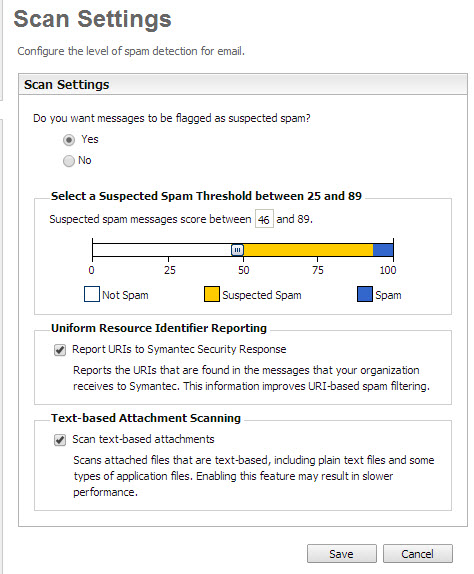 Scan Settings
Configure the level of spam detection for email.
Scan Settings
Do you want messages to be flagged as suspected spam?
Yes
No
Select a Suspected Spam Threshold between 25 and 89
Suspected spam messages score between 46 and 89.
0 25 50 75 100
Not Spam Suspected Spam Spam
Uniform Resource Identifier Reporting
Report URIs to Symantec Security Response
Reports the URIs that are found in the messages that your organization
receives to Symantec. This information improves URI-based spam filtering.
Text-based Attachment Scanning
Scan text-based attachments
Scans attached files that are text-based, including plain text files and some
types of application files. Enabling this feature may result in slower
performance.
Save Cancel